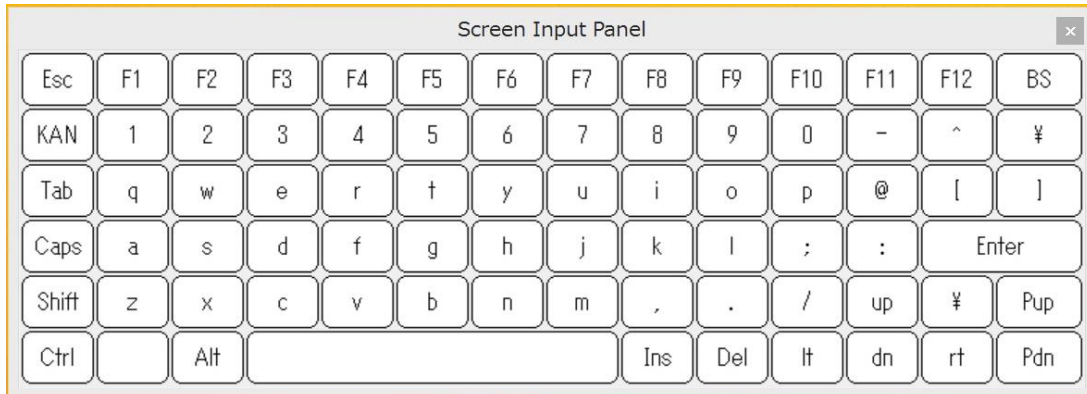 Screen Input Panel
×
Esc F1 F2 F3 F4 F5 F6 F7 F8 F9 F10 F11 F12 BS
KAN 1 2 3 4 5 6 7 8 9 0 - ^ ¥
Tab q w e r t y u i o p @ [ ]
Caps a s d f g h j k l ; : Enter
Shift z x c v b n m , . / up ¥ Pup
Ctrl Alt Ins Del lt dn rt Pdn